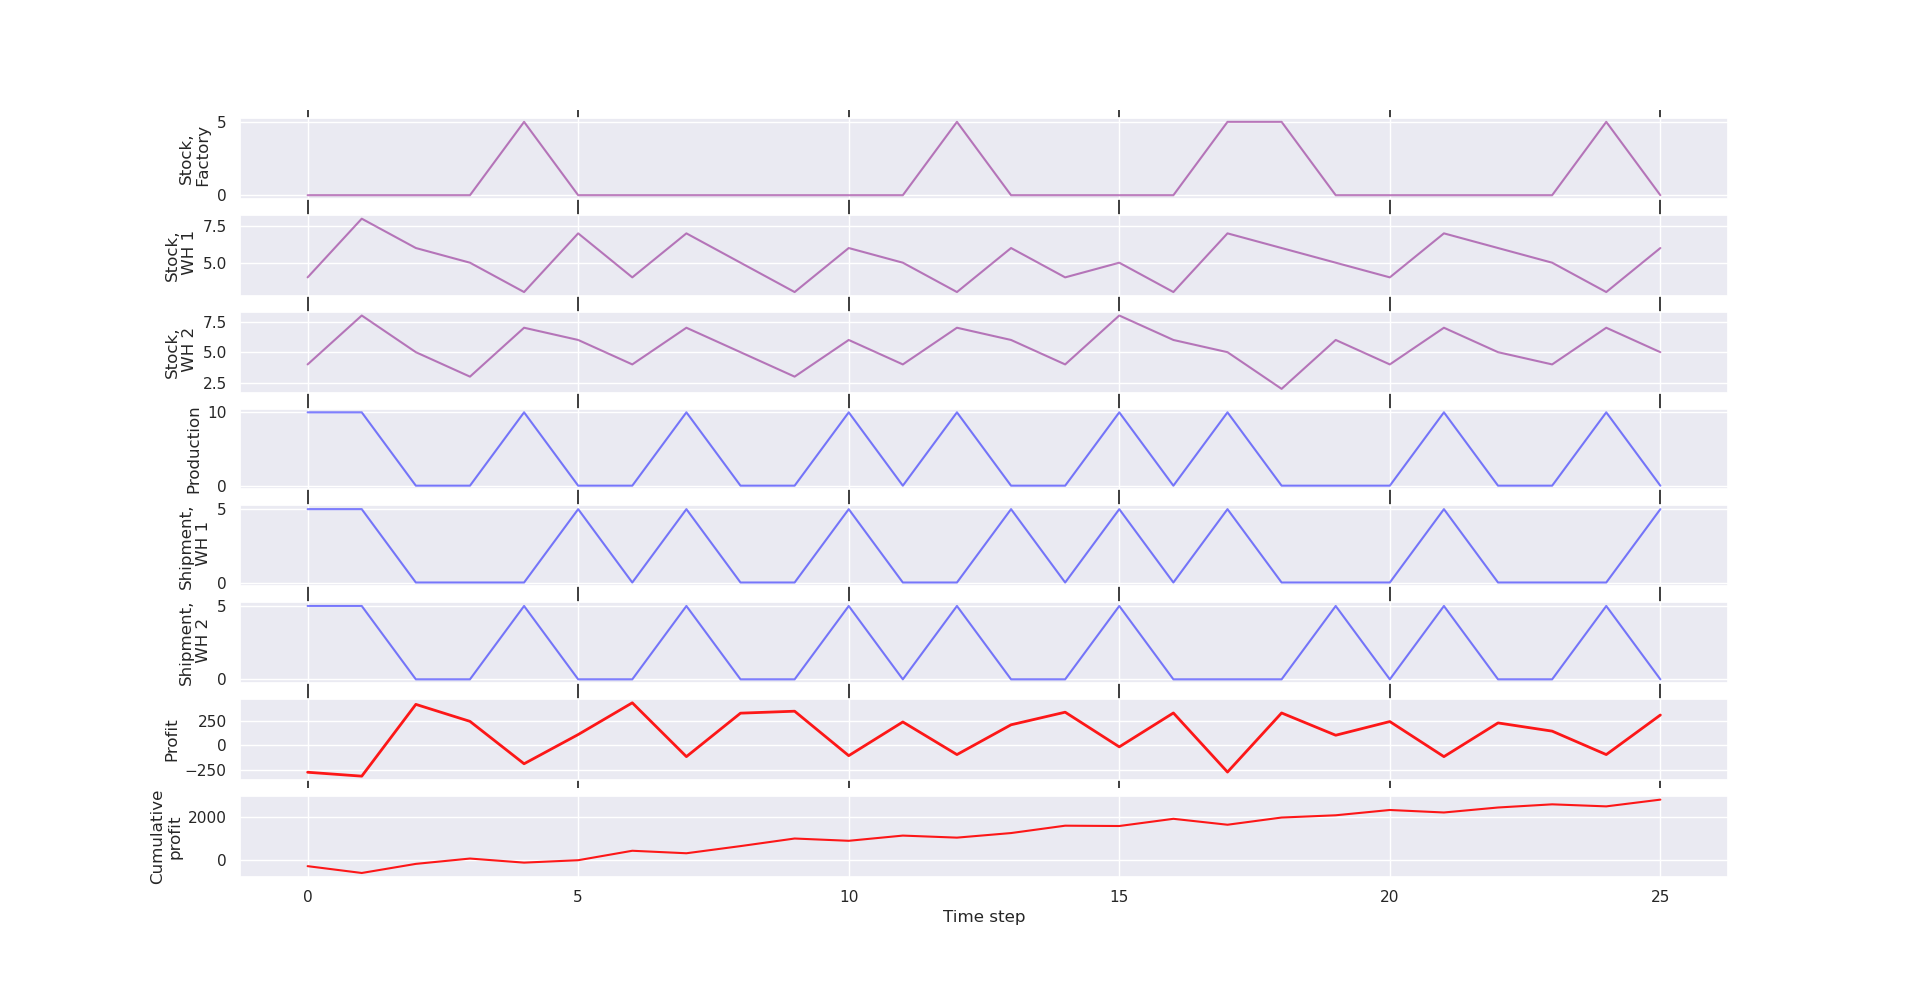 Stock,
Factory
5
0
Stock,
WH 1
7.5
5.0
Stock,
WH 2
7.5
5.0
2.5
Production
10
0
Shipment,
WH 1
5
0
Shipment,
WH 2
5
0
Profit
250
0
−250
Cumulative
profit
2000
0
0 5 10 15 20 25
Time step